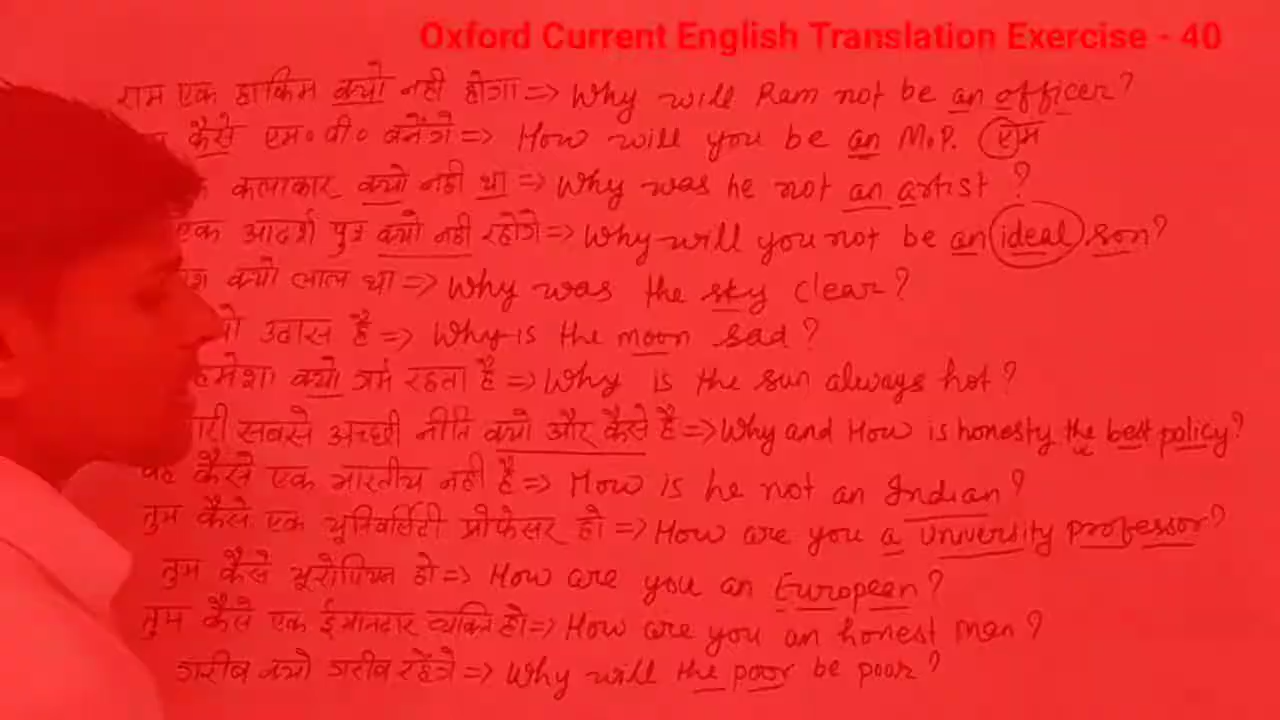 Oxford Current English Translation Exercise - 40
राम एक हाकिम क्यो नही होगा => Why will Ram not be an officer?
कैसे एम० पी० बनेंगे => How will you be an M.P. एम
कलाकार क्यो नही था => Why was he not an artist ?
एक आदर्श पुत्र क्यो नही रहोगे => Why will you not be an ideal son?
क्यो लाल था => Why was the sky clear?
उदास है => Why is the moon sad?
हमेशा क्यो गर्म रहता है => Why is the sun always hot?
सबसे अच्छी नीति क्यो और कैसे है => Why and How is honesty the best policy?
वह कैसे एक भारतीय नही है => How is he not an Indian?
तुम कैसे एक यूनिवर्सिटी प्रोफेसर हो => How are you a university professor?
तुम कैसे यूरोपियन हो => How are you an European?
तुम कैसे एक ईमानदार व्यक्ति हो => How are you an honest man?
गरीब क्यो गरीब रहेंगे => Why will the poor be poor?